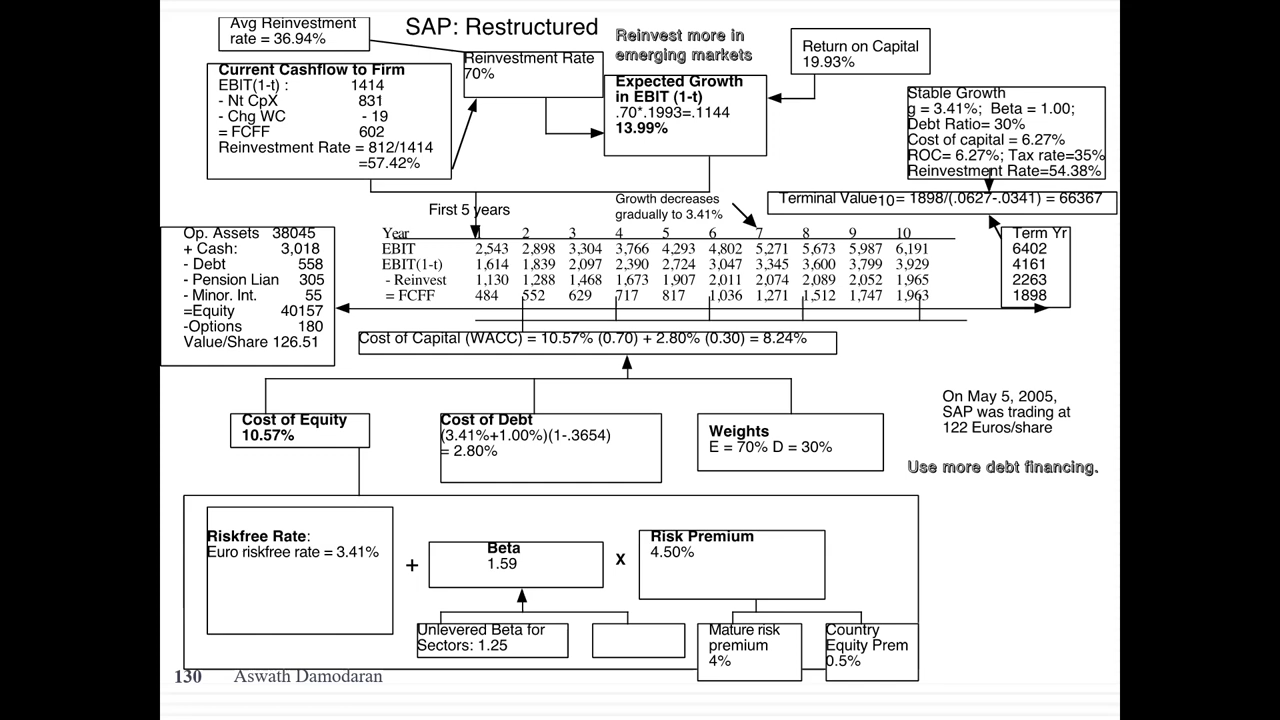 SAP: Restructured
Avg Reinvestment
rate = 36.94%
Reinvestment Rate
70%
Reinvest more in
emerging markets
Return on Capital
19.93%
Current Cashflow to Firm
EBIT(1-t) : 1414
- Nt CpX 831
- Chg WC - 19
= FCFF 602
Reinvestment Rate = 812/1414
=57.42%
Expected Growth
in EBIT (1-t)
.70*.1993=.1144
13.99%
Stable Growth
g = 3.41%; Beta = 1.00;
Debt Ratio= 30%
Cost of capital = 6.27%
ROC= 6.27%; Tax rate=35%
Reinvestment Rate=54.38%
Terminal Value10= 1898/(.0627-.0341) = 66367
First 5 years
Growth decreases
gradually to 3.41%
Op. Assets 38045
+ Cash: 3,018
- Debt 558
- Pension Lian 305
- Minor. Int. 55
=Equity 40157
-Options 180
Value/Share 126.51
Year 1 2 3 4 5 6 7 8 9 10
EBIT 2,543 2,898 3,304 3,766 4,293 4,802 5,271 5,673 5,987 6,191
EBIT(1-t) 1,614 1,839 2,097 2,390 2,724 3,047 3,345 3,600 3,799 3,929
- Reinvest 1,130 1,288 1,468 1,673 1,907 2,011 2,074 2,089 2,052 1,965
= FCFF 484 552 629 717 817 1,036 1,271 1,512 1,747 1,963
Term Yr
6402
4161
2263
1898
Cost of Capital (WACC) = 10.57% (0.70) + 2.80% (0.30) = 8.24%
Cost of Equity
10.57%
Cost of Debt
(3.41%+1.00%)(1-.3654)
= 2.80%
Weights
E = 70% D = 30%
On May 5, 2005,
SAP was trading at
122 Euros/share
Use more debt financing.
Riskfree Rate:
Euro riskfree rate = 3.41%
+
Beta
1.59
X
Risk Premium
4.50%
Unlevered Beta for
Sectors: 1.25
Mature risk
premium
4%
Country
Equity Prem
0.5%
130 Aswath Damodaran